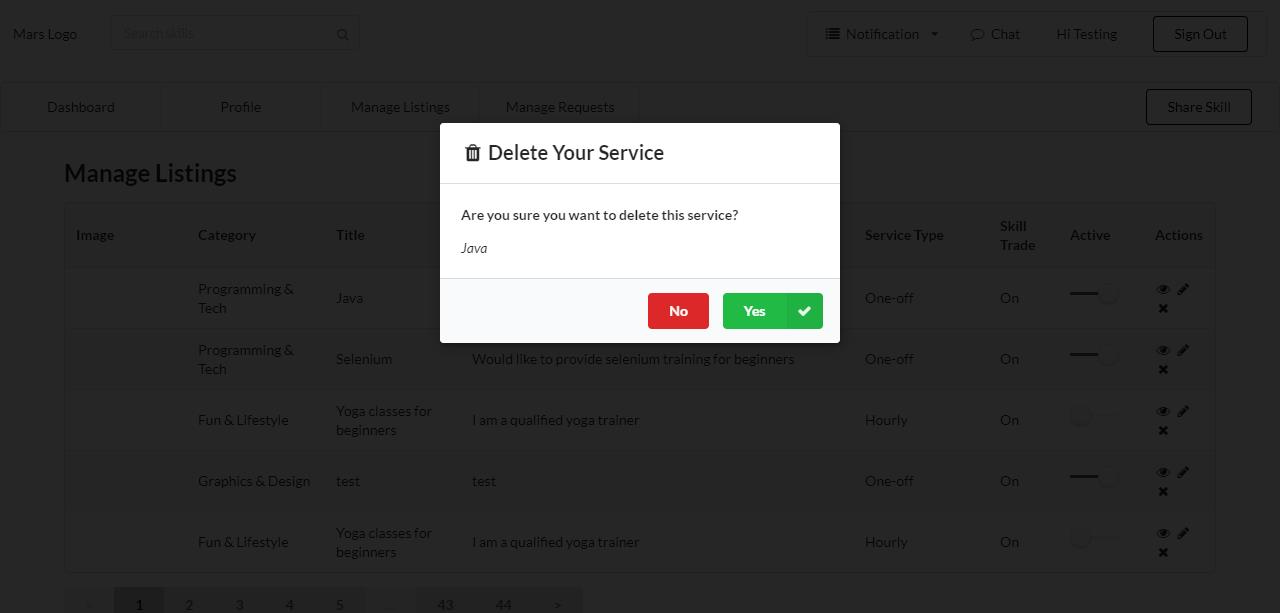 Mars Logo
Search skills
Notification
Chat
Hi Testing
Sign Out
Dashboard
Profile
Manage Listings
Manage Requests
Share Skill
Delete Your Service
Are you sure you want to delete this service?
Java
No
Yes
Manage Listings
Image Category Title Service Type Skill Trade Active Actions
Programming & Tech Java One-off On
Programming & Tech Selenium Would like to provide selenium training for beginners One-off On
Fun & Lifestyle Yoga classes for beginners I am a qualified yoga trainer Hourly On
Graphics & Design test test One-off On
Fun & Lifestyle Yoga classes for beginners I am a qualified yoga trainer Hourly On
< 1 2 3 4 5 ... 43 44 >